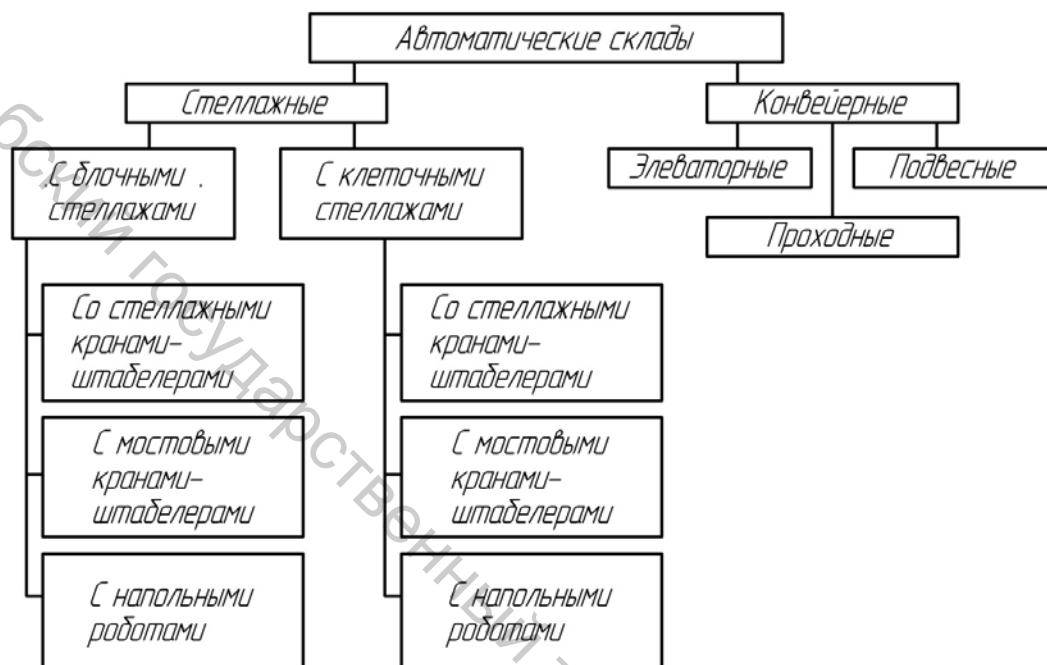 Автоматические склады
Стеллажные
Конвейерные
С блочными
стеллажами
С клеточными
стеллажами
Элеваторные
Подвесные
Проходные
Со стеллажными
кранами-
штабелерами
Со стеллажными
кранами-
штабелерами
С мостовыми
кранами-
штабелерами
С мостовыми
кранами-
штабелерами
С напольными
роботами
С напольными
роботами
государственный